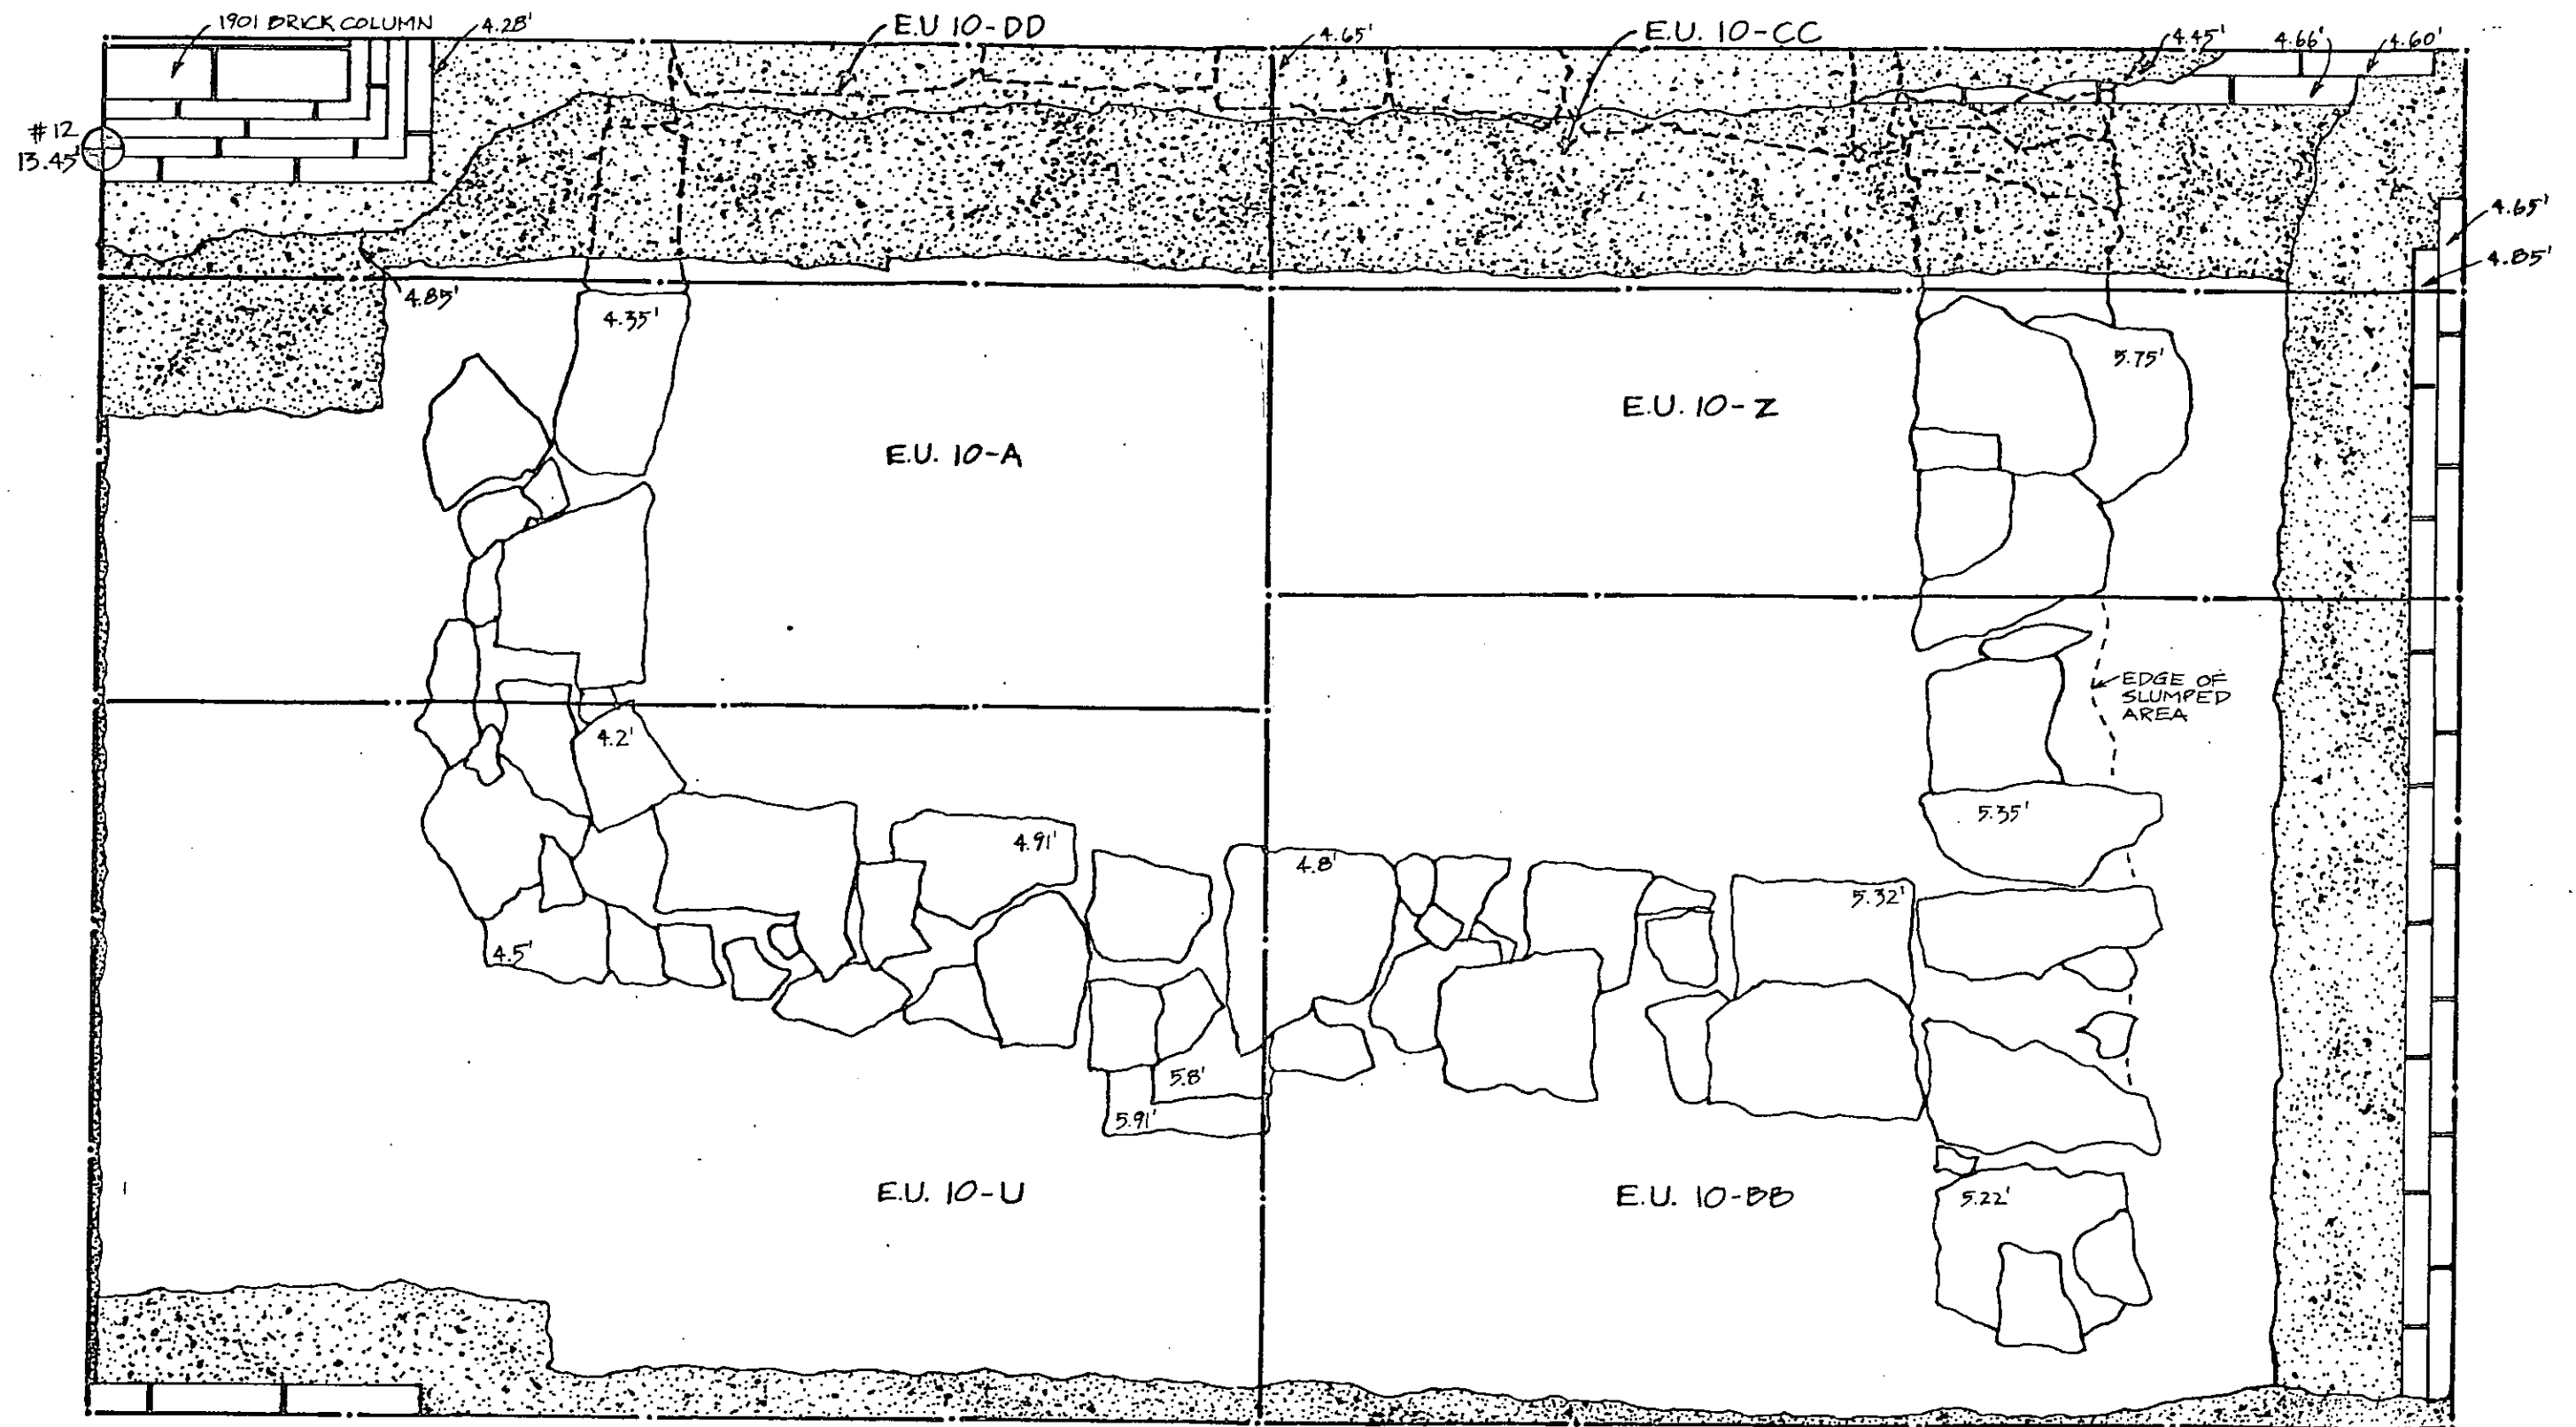 1901 BRICK COLUMN
4.28'
E.U 10-DD
4.65'
E.U. 10-CC
4.45'
4.66'
4.60'
#12
13.45'
4.65'
4.85'
4.85'
4.35'
5.75'
E.U. 10-A
E.U. 10-Z
EDGE OF
SLUMPED
AREA
4.2'
5.35'
4.91'
4.8'
5.32'
4.5'
5.8'
5.91'
E.U. 10-U
E.U. 10-BB
5.22'